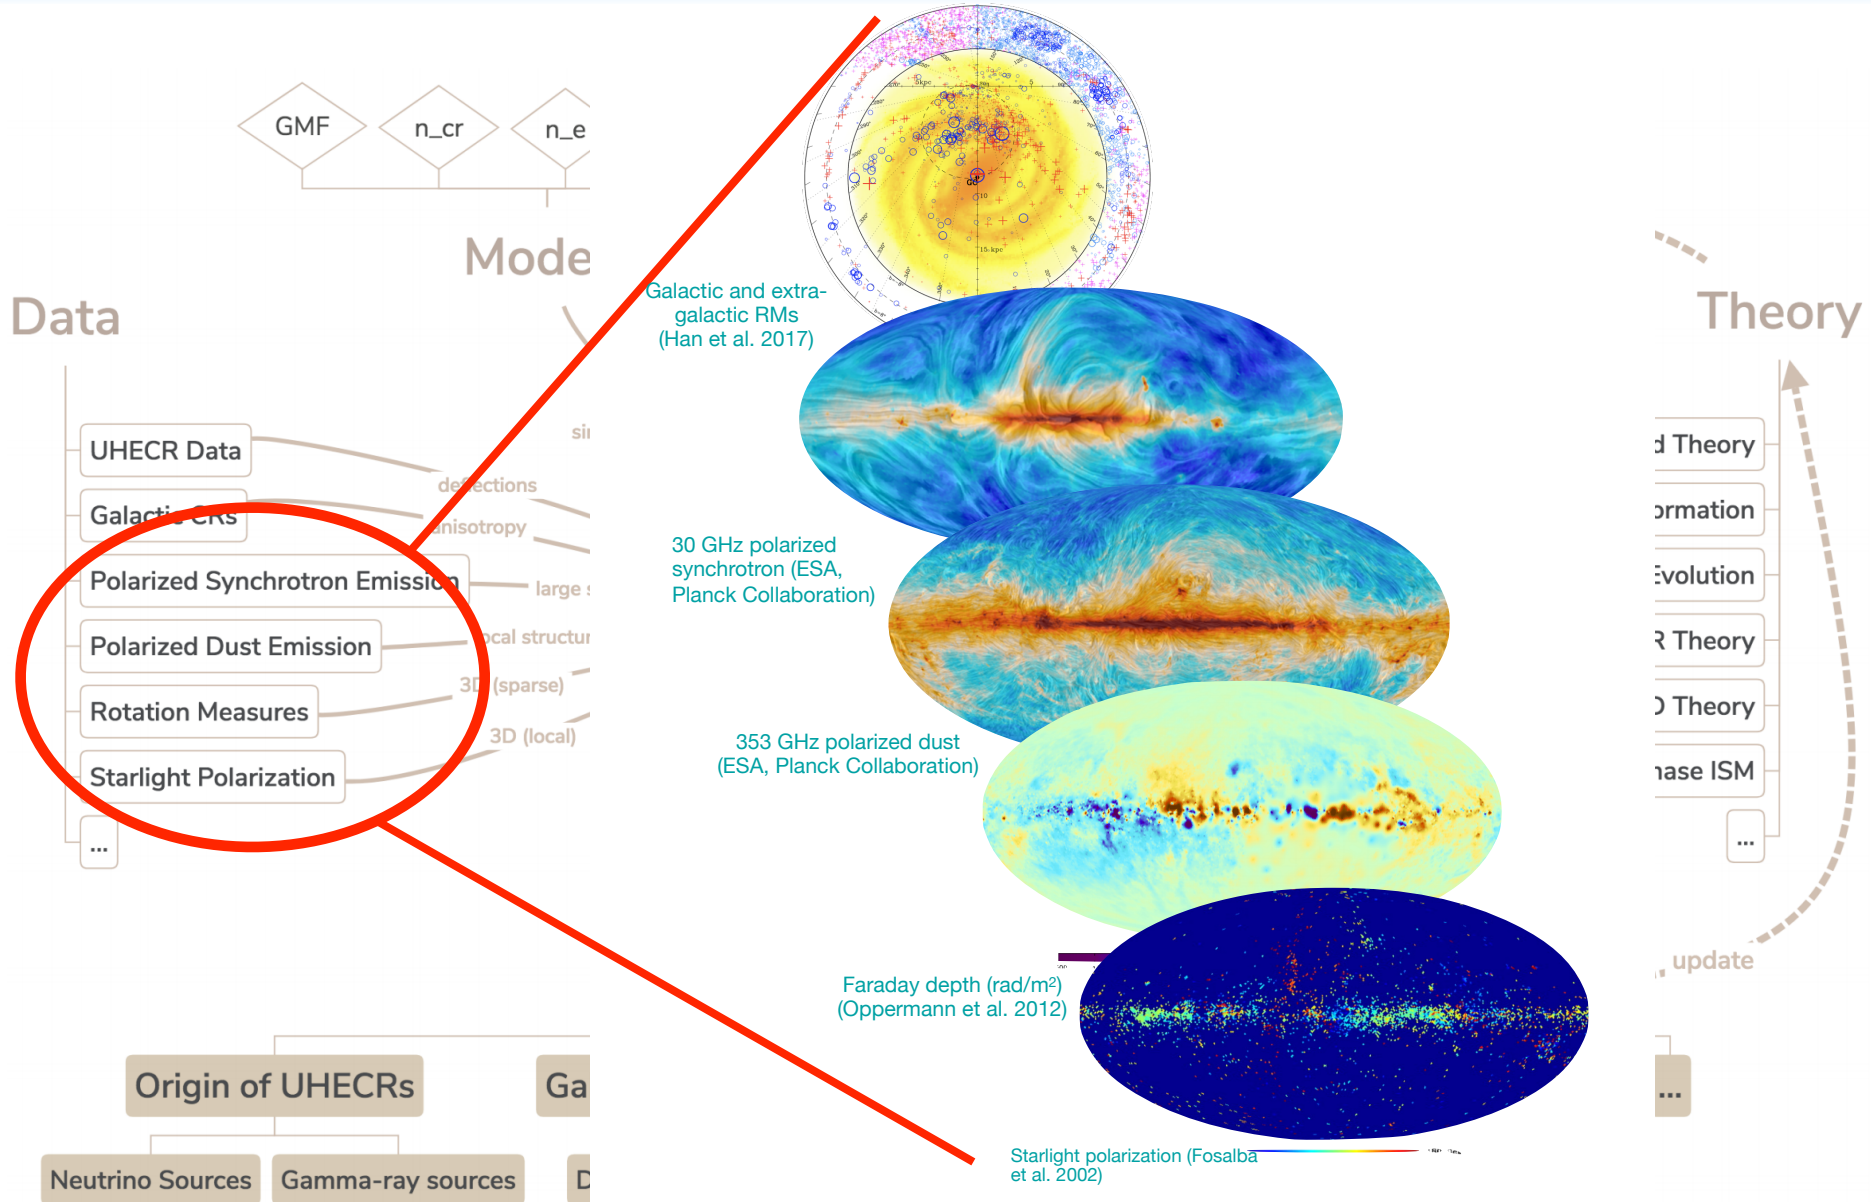 GMF
n_cr
n_e
Mode
Data
Theory
UHECR Data
Galactic CRs
Polarized Synchrotron Emission
Polarized Dust Emission
Rotation Measures
Starlight Polarization
...
sin
deflections
anisotropy
large s
ocal structur
3D (sparse)
3D (local)
Galactic and extra-
galactic RMs
(Han et al. 2017)
30 GHz polarized
synchrotron (ESA,
Planck Collaboration)
353 GHz polarized dust
(ESA, Planck Collaboration)
Faraday depth (rad/m²)
(Oppermann et al. 2012)
Starlight polarization (Fosalba
et al. 2002)
d Theory
ormation
Evolution
R Theory
D Theory
hase ISM
...
update
Origin of UHECRs
Ga
...
Neutrino Sources
Gamma-ray sources
D